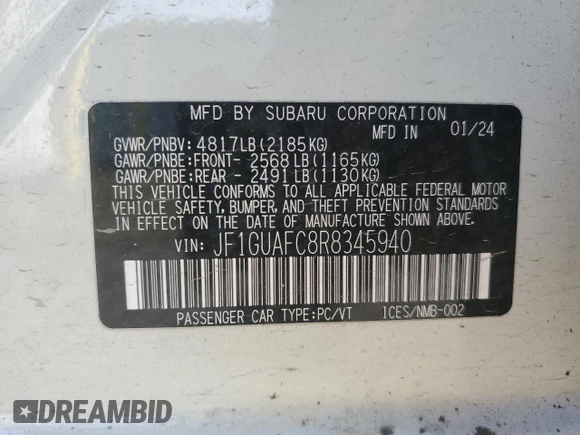 MFD BY SUBARU CORPORATION
MFD IN 01/24
GVWR/PNBV: 4817LB(2185KG)
GAWR/PNBE:FRONT- 2568LB(1165KG)
GAWR/PNBE:REAR - 2491LB(1130KG)
THIS VEHICLE CONFORMS TO ALL APPLICABLE FEDERAL MOTOR
VEHICLE SAFETY, BUMPER, AND THEFT PREVENTION STANDARDS
IN EFFECT ON THE DATE OF MANUFACTURE SHOWN ABOVE.
VIN: JF1GUAFC8R8345940
PASSENGER CAR TYPE:PC/VT ICES/NMB-002
DREAMBID